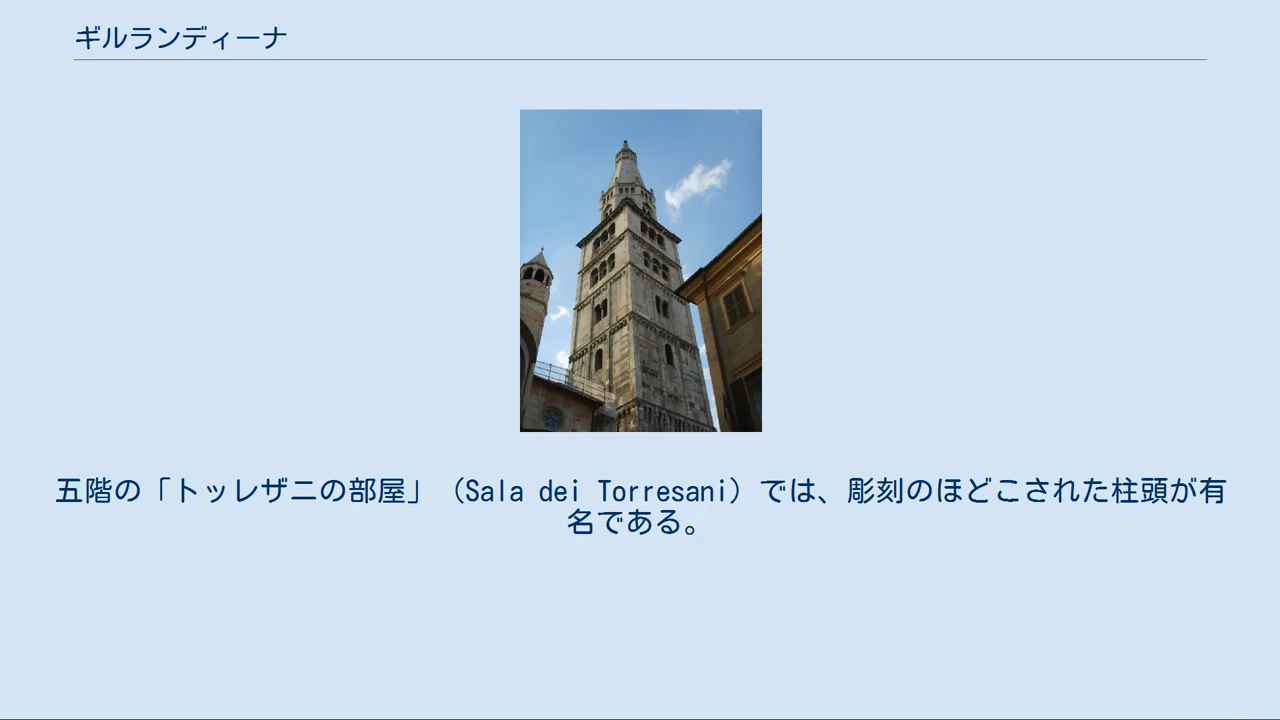 ギルランディーナ
五階の「トッレザニの部屋」（Sala dei Torresani）では、彫刻のほどこされた柱頭が有
名である。